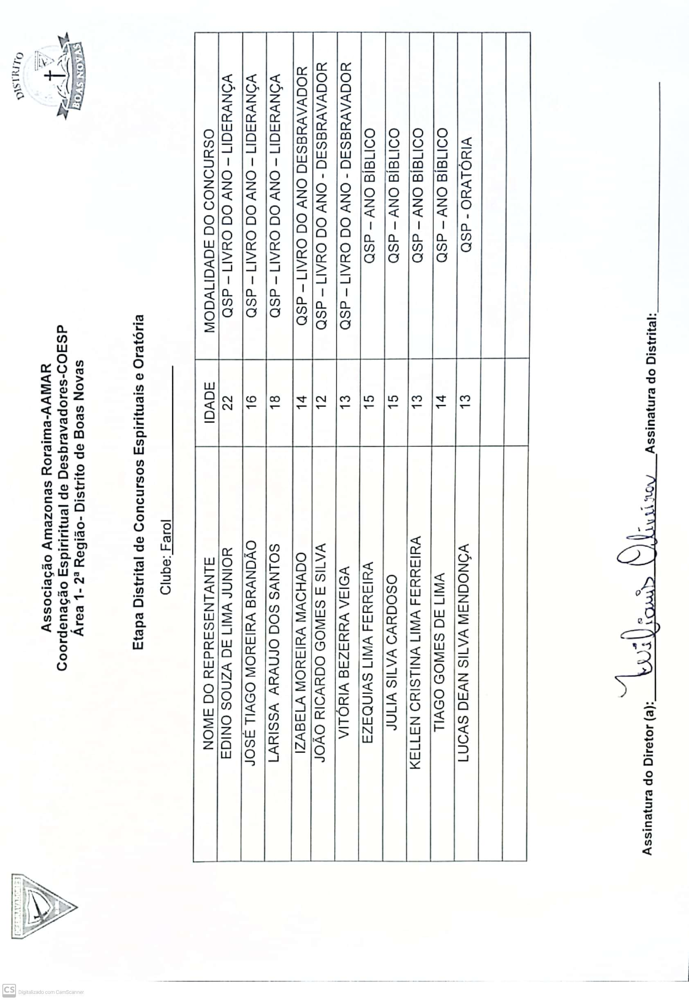 DESBRAVADORES
DISTRITO
BOAS NOVAS
Associação Amazonas Roraima-AAMAR
Coordenação Espiriritual de Desbravadores-COESP
Área 1- 2ª Região- Distrito de Boas Novas
Etapa Distrital de Concursos Espirituais e Oratória
Clube: Farol
NOME DO REPRESENTANTE IDADE MODALIDADE DO CONCURSO
EDINO SOUZA DE LIMA JUNIOR 22 QSP – LIVRO DO ANO – LIDERANÇA
JOSÉ TIAGO MOREIRA BRANDÃO 16 QSP – LIVRO DO ANO – LIDERANÇA
LARISSA ARAUJO DOS SANTOS 18 QSP – LIVRO DO ANO – LIDERANÇA
IZABELA MOREIRA MACHADO 14 QSP – LIVRO DO ANO DESBRAVADOR
JOÃO RICARDO GOMES E SILVA 12 QSP – LIVRO DO ANO - DESBRAVADOR
VITÓRIA BEZERRA VEIGA 13 QSP – LIVRO DO ANO - DESBRAVADOR
EZEQUIAS LIMA FERREIRA 15 QSP – ANO BÍBLICO
JULIA SILVA CARDOSO 15 QSP – ANO BÍBLICO
KELLEN CRISTINA LIMA FERREIRA 13 QSP – ANO BÍBLICO
TIAGO GOMES DE LIMA 14 QSP – ANO BÍBLICO
LUCAS DEAN SILVA MENDONÇA 13 QSP - ORATÓRIA
Assinatura do Diretor (a): Oliveira Assinatura do Distrital:
CS Digitalizado com CamScanner